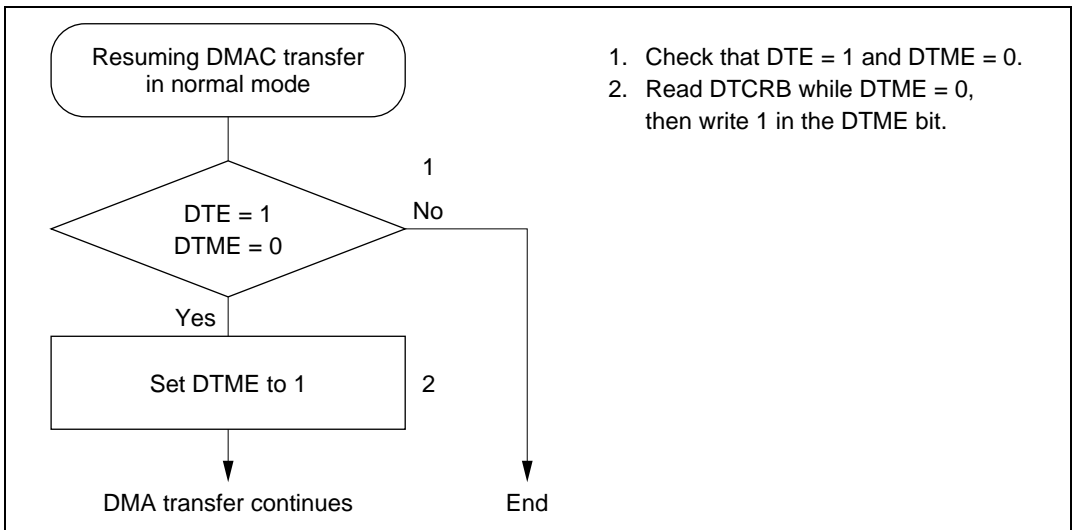 Resuming DMAC transfer
in normal mode
1. Check that DTE = 1 and DTME = 0.
2. Read DTCRB while DTME = 0,
then write 1 in the DTME bit.
1
DTE = 1
DTME = 0
No
Yes
Set DTME to 1
2
DMA transfer continues
End